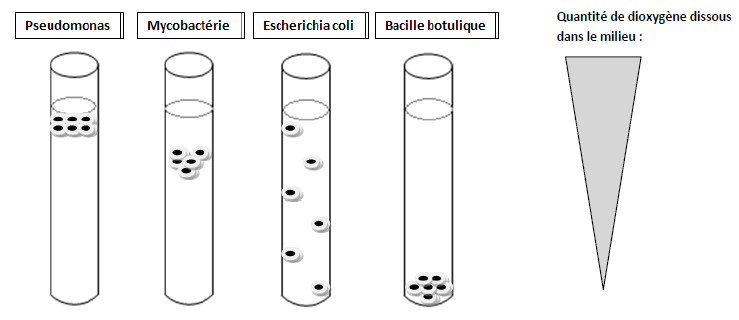 Pseudomonas
Mycobactérie
Escherichia coli
Bacille botulique
Quantité de dioxygène dissous
dans le milieu :